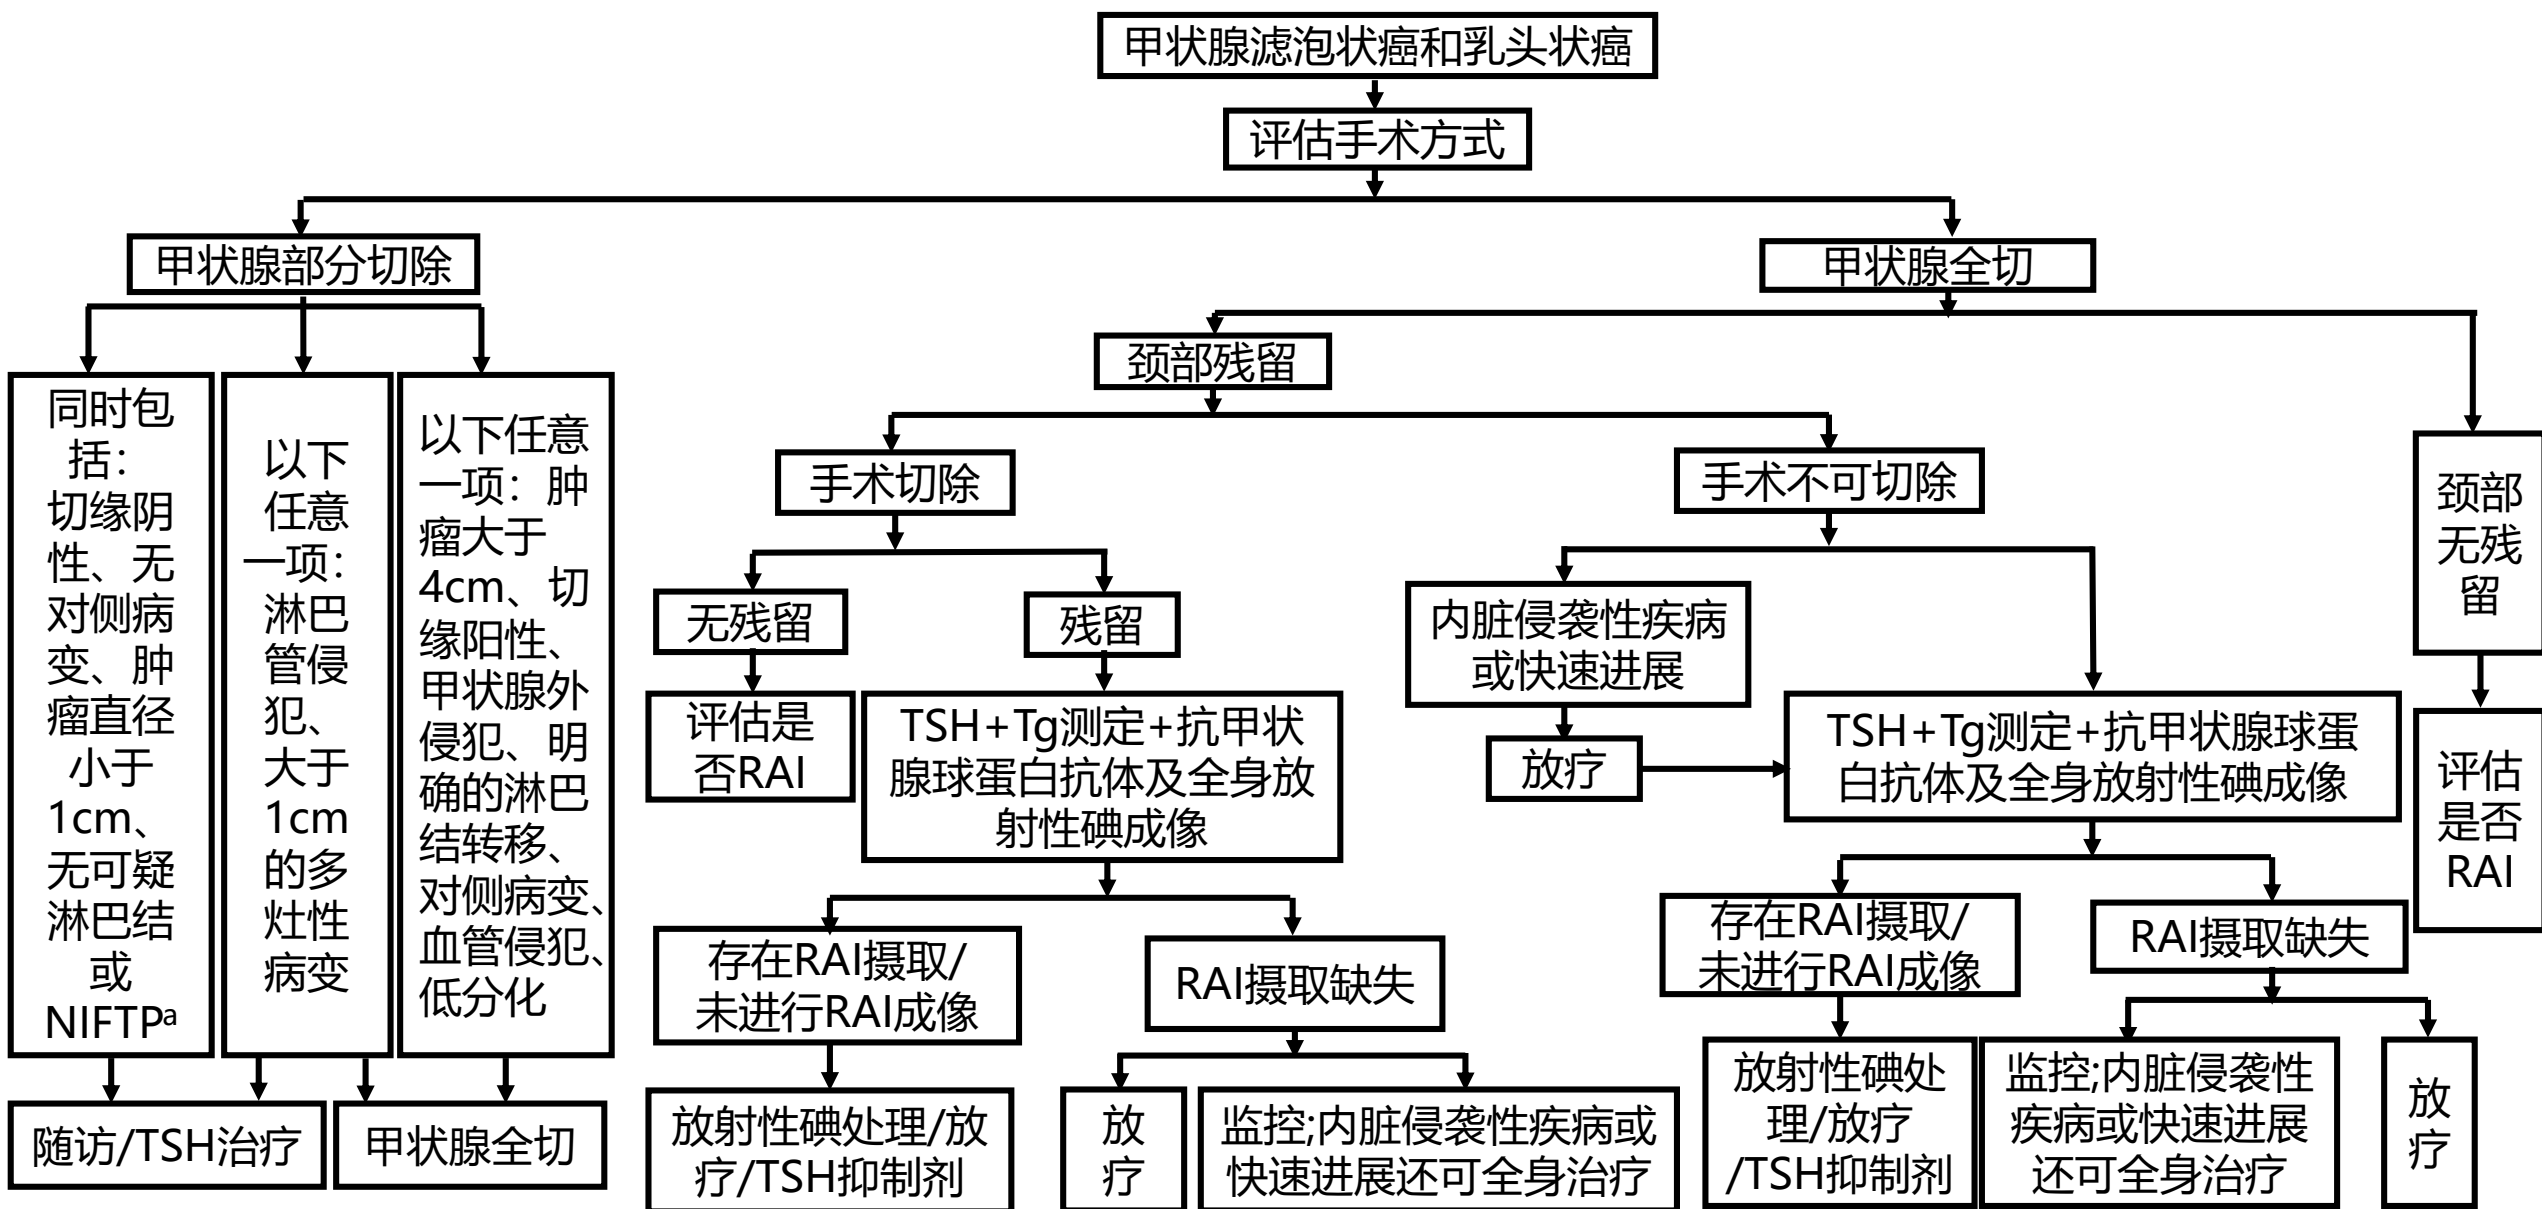 甲状腺滤泡状癌和乳头状癌
评估手术方式
甲状腺部分切除
甲状腺全切
同时包
括：
切缘阴
性、无
对侧病
变、肿
瘤直径
小于
1cm、
无可疑
淋巴结
或
NIFTPᵃ
以下
任意
一项：
淋巴
管侵
犯、
大于
1cm
的多
灶性
病变
以下任意
一项：肿
瘤大于
4cm、切
缘阳性、
甲状腺外
侵犯、明
确的淋巴
结转移、
对侧病变、
血管侵犯、
低分化
随访/TSH治疗
甲状腺全切
颈部残留
手术切除
无残留
评估是
否RAI
残留
TSH+Tg测定+抗甲状
腺球蛋白抗体及全身放
射性碘成像
存在RAI摄取/
未进行RAI成像
放射性碘处理/放
疗/TSH抑制剂
RAI摄取缺失
放
疗
监控;内脏侵袭性疾病或
快速进展还可全身治疗
手术不可切除
内脏侵袭性疾病
或快速进展
放疗
TSH+Tg测定+抗甲状腺球蛋
白抗体及全身放射性碘成像
存在RAI摄取/
未进行RAI成像
放射性碘处
理/放疗
/TSH抑制剂
RAI摄取缺失
监控;内脏侵袭性
疾病或快速进展
还可全身治疗
放
疗
颈部
无残
留
评估
是否
RAI